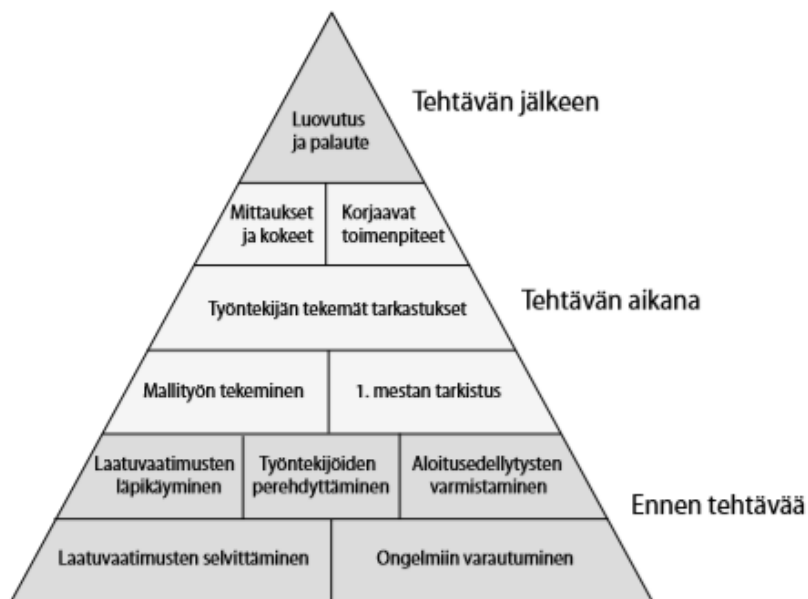 Tehtävän jälkeen
Luovutus
ja palaute
Mittaukset
ja kokeet
Korjaavat
toimenpiteet
Tehtävän aikana
Työntekijän tekemät tarkastukset
Mallityön tekeminen
1. mestan tarkistus
Laatuvaatimusten
läpikäyminen
Työntekijöiden
perehdyttäminen
Aloitusedellytysten
varmistaminen
Ennen tehtävää
Laatuvaatimusten selvittäminen
Ongelmiin varautuminen